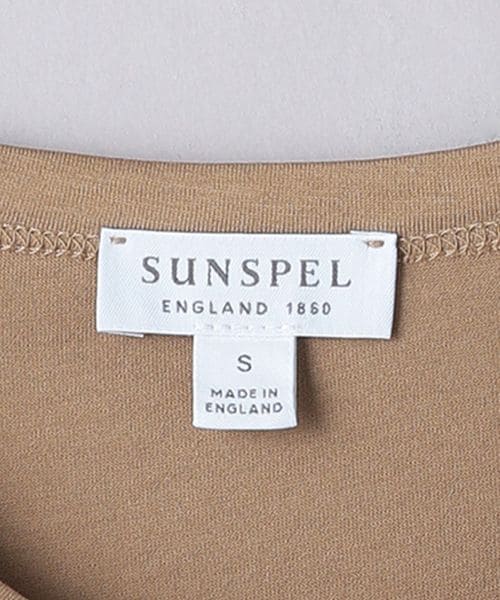 SUNSPEL
ENGLAND 1860
S
MADE IN
ENGLAND